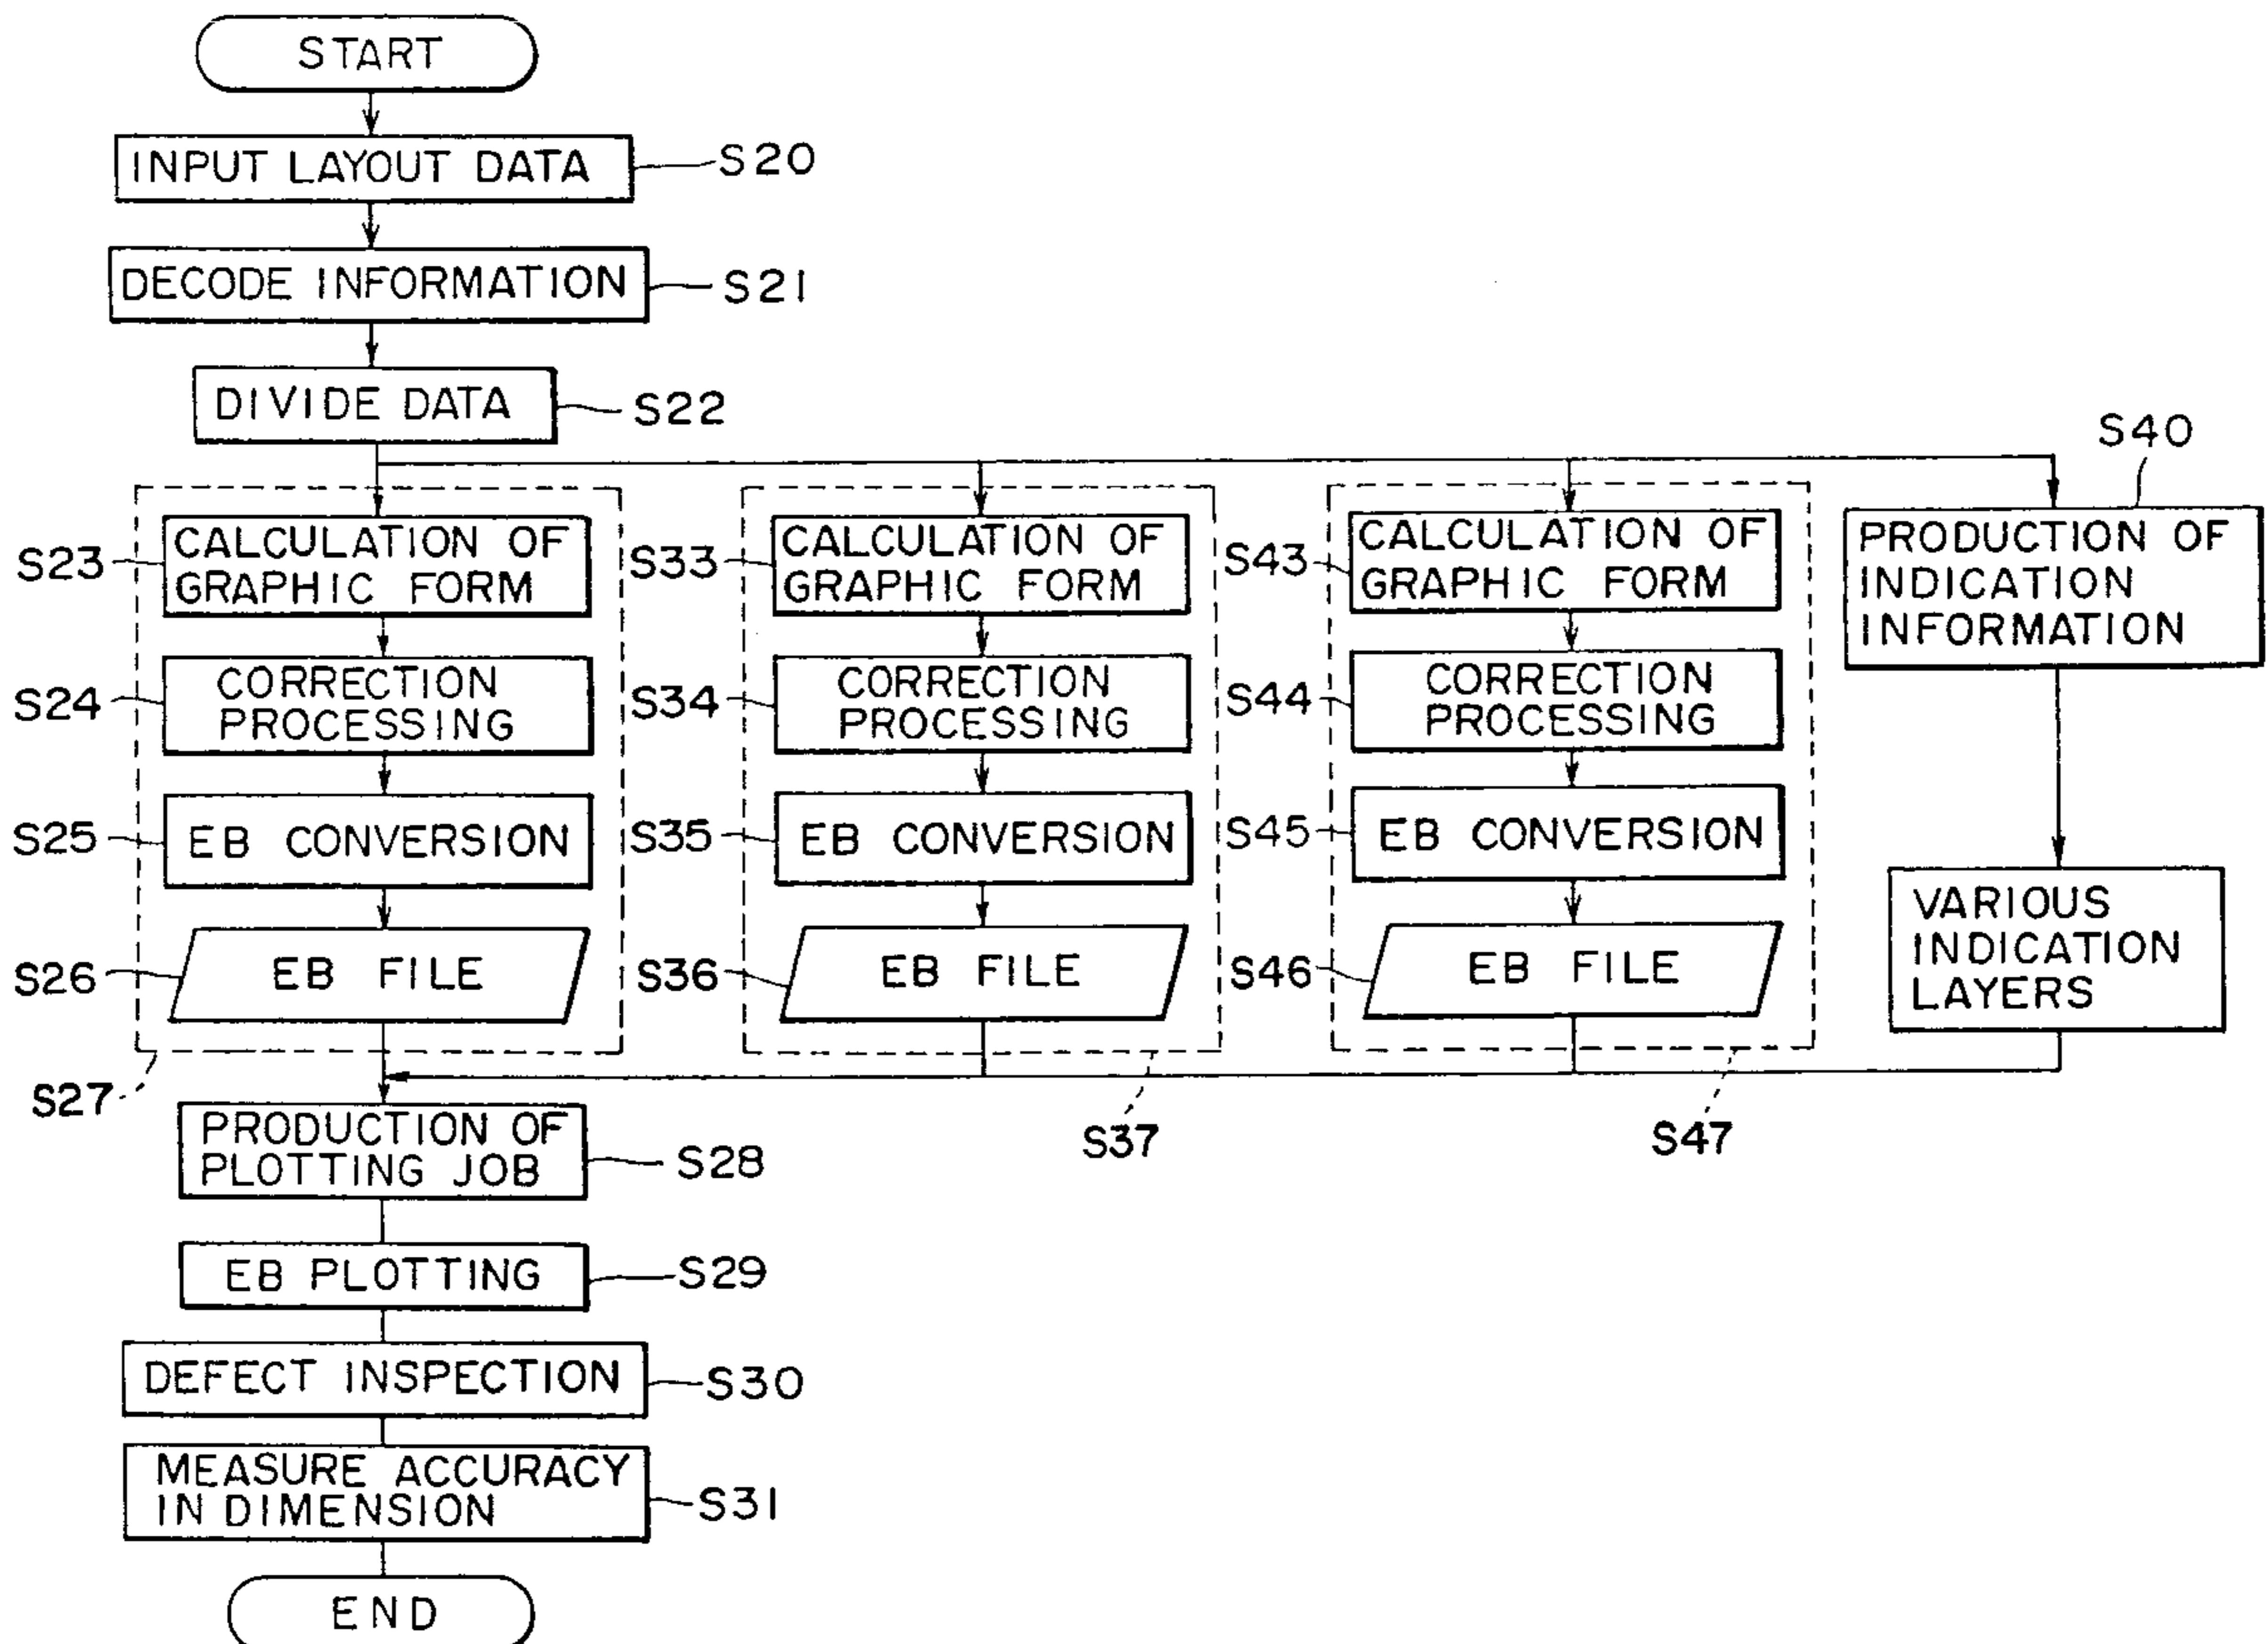 START
INPUT LAYOUT DATA
S20
DECODE INFORMATION
S21
DIVIDE DATA
S22
S40
S23
CALCULATION OF
GRAPHIC FORM
S33
CALCULATION OF
GRAPHIC FORM
S43
CALCULATION OF
GRAPHIC FORM
PRODUCTION OF
INDICATION
INFORMATION
S24
CORRECTION
PROCESSING
S34
CORRECTION
PROCESSING
S44
CORRECTION
PROCESSING
S25
EB CONVERSION
S35
EB CONVERSION
S45
EB CONVERSION
VARIOUS
INDICATION
LAYERS
S26
EB FILE
S36
EB FILE
S46
EB FILE
S27
S37
S47
PRODUCTION OF
PLOTTING JOB
S28
EB PLOTTING
S29
DEFECT INSPECTION
S30
MEASURE ACCURACY
IN DIMENSION
S31
END